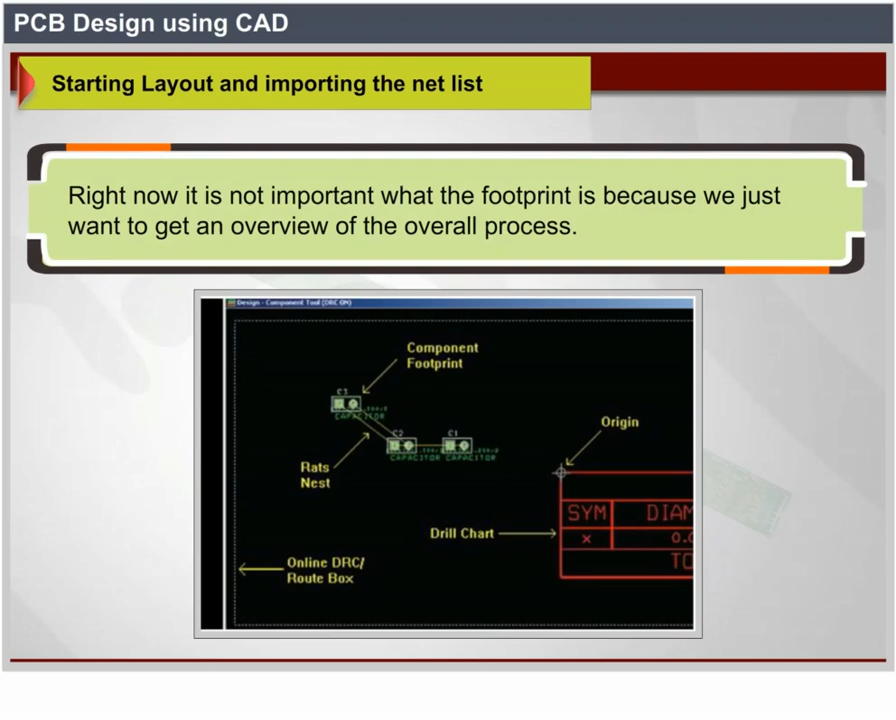 PCB Design using CAD
Starting Layout and importing the net list
Right now it is not important what the footprint is because we just
want to get an overview of the overall process.
Design - Component Tool (DRC ON)
Component
Footprint
C3
CAPACITOR
C2
C1
CAPACITOR CAPACITOR
Rats
Nest
Origin
SYM
DIAM
Drill Chart
x
0.0
TO
Online DRC/
Route Box